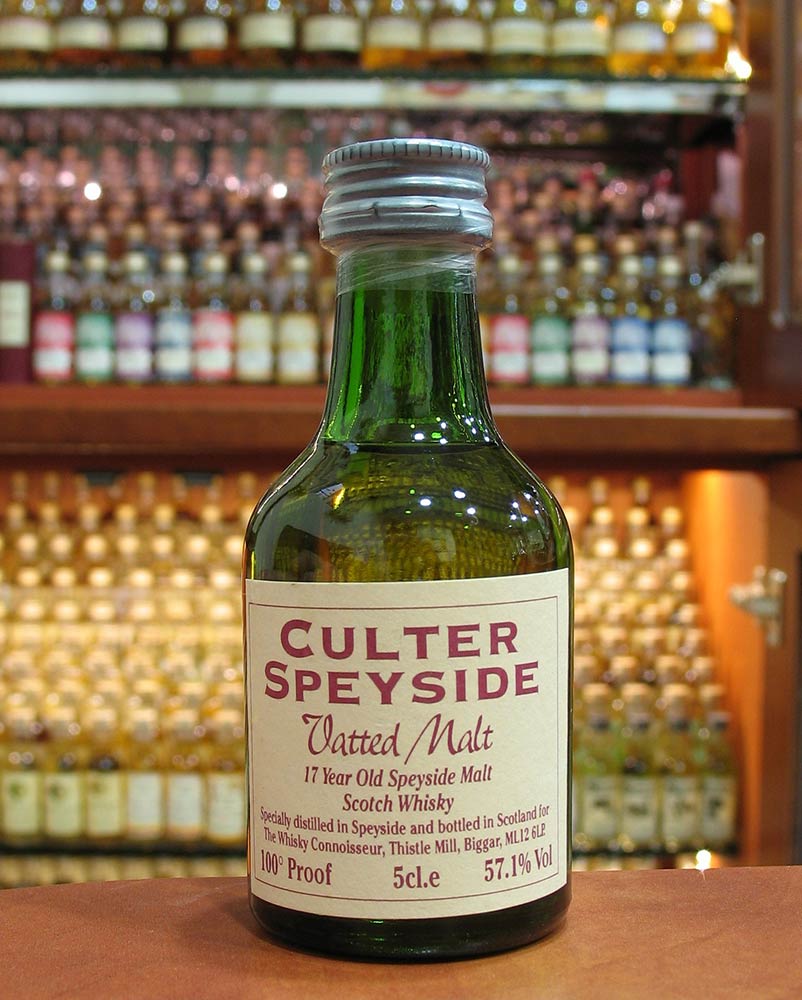 CULTER
SPEYSIDE
Vatted Malt
17 Year Old Speyside Malt
Scotch Whisky
Specially distilled in Speyside and bottled in Scotland for
The Whisky Connoisseur, Thistle Mill, Biggar, ML12 6LP.
100° Proof 5cl.e 57.1% Vol